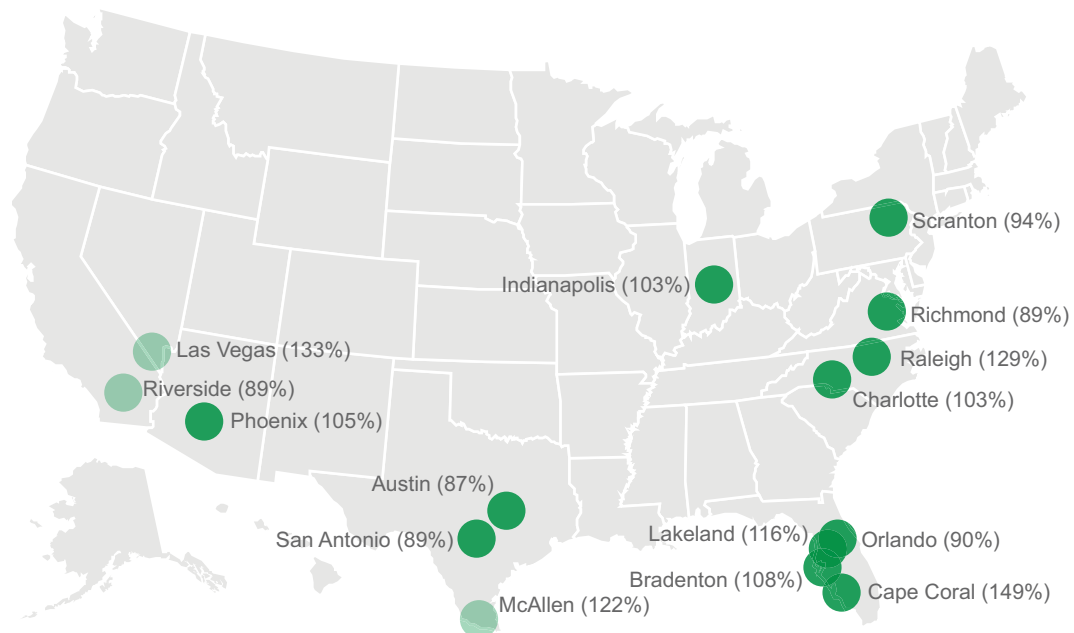 Scranton (94%)
Indianapolis (103%)
Richmond (89%)
Las Vegas (133%)
Raleigh (129%)
Riverside (89%)
Charlotte (103%)
Phoenix (105%)
Austin (87%)
Lakeland (116%)
San Antonio (89%)
Orlando (90%)
Bradenton (108%)
Cape Coral (149%)
McAllen (122%)